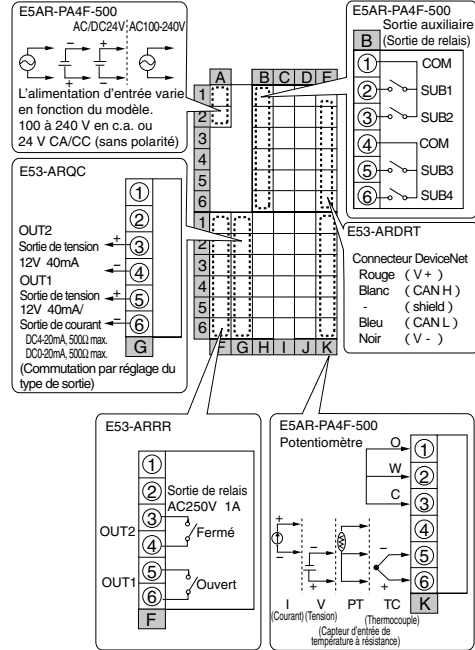 E5AR-PA4F-500
AC/DC24V AC100-240V
L'alimentation d'entrée varie
en fonction du modèle.
100 à 240 V en c.a. ou
24 V CA/CC (sans polarité)
A B C D E
1
2
3
4
5
6
1
2
3
4
5
6
F G H I J K
E5AR-PA4F-500
Sortie auxiliaire
(Sortie de relais)
B
1 COM
2 SUB1
3 SUB2
4 COM
5 SUB3
6 SUB4
E53-ARQC
1
2
OUT2
Sortie de tension + 3
12V 40mA - 4
OUT1
Sortie de tension + 5
12V 40mA/
Sortie de courant - 6
DC4-20mA, 500Ω max.
DC0-20mA, 500Ω max.
G
(Commutation par réglage du
type de sortie)
E53-ARDRT
Connecteur DeviceNet
Rouge ( V + )
Blanc ( CAN H )
- ( shield )
Bleu ( CAN L )
Noir ( V - )
E53-ARRR
1
2
Sortie de relais
AC250V 1A
3
OUT2 Fermé
4
5
OUT1 Ouvert
6
F
E5AR-PA4F-500
Potentiomètre
O 1
W 2
C 3
4
5
6
+ - - + - +
I V PT TC K
(Courant) (Tension) (Thermocouple)
(Capteur d'entrée de
température à résistance)